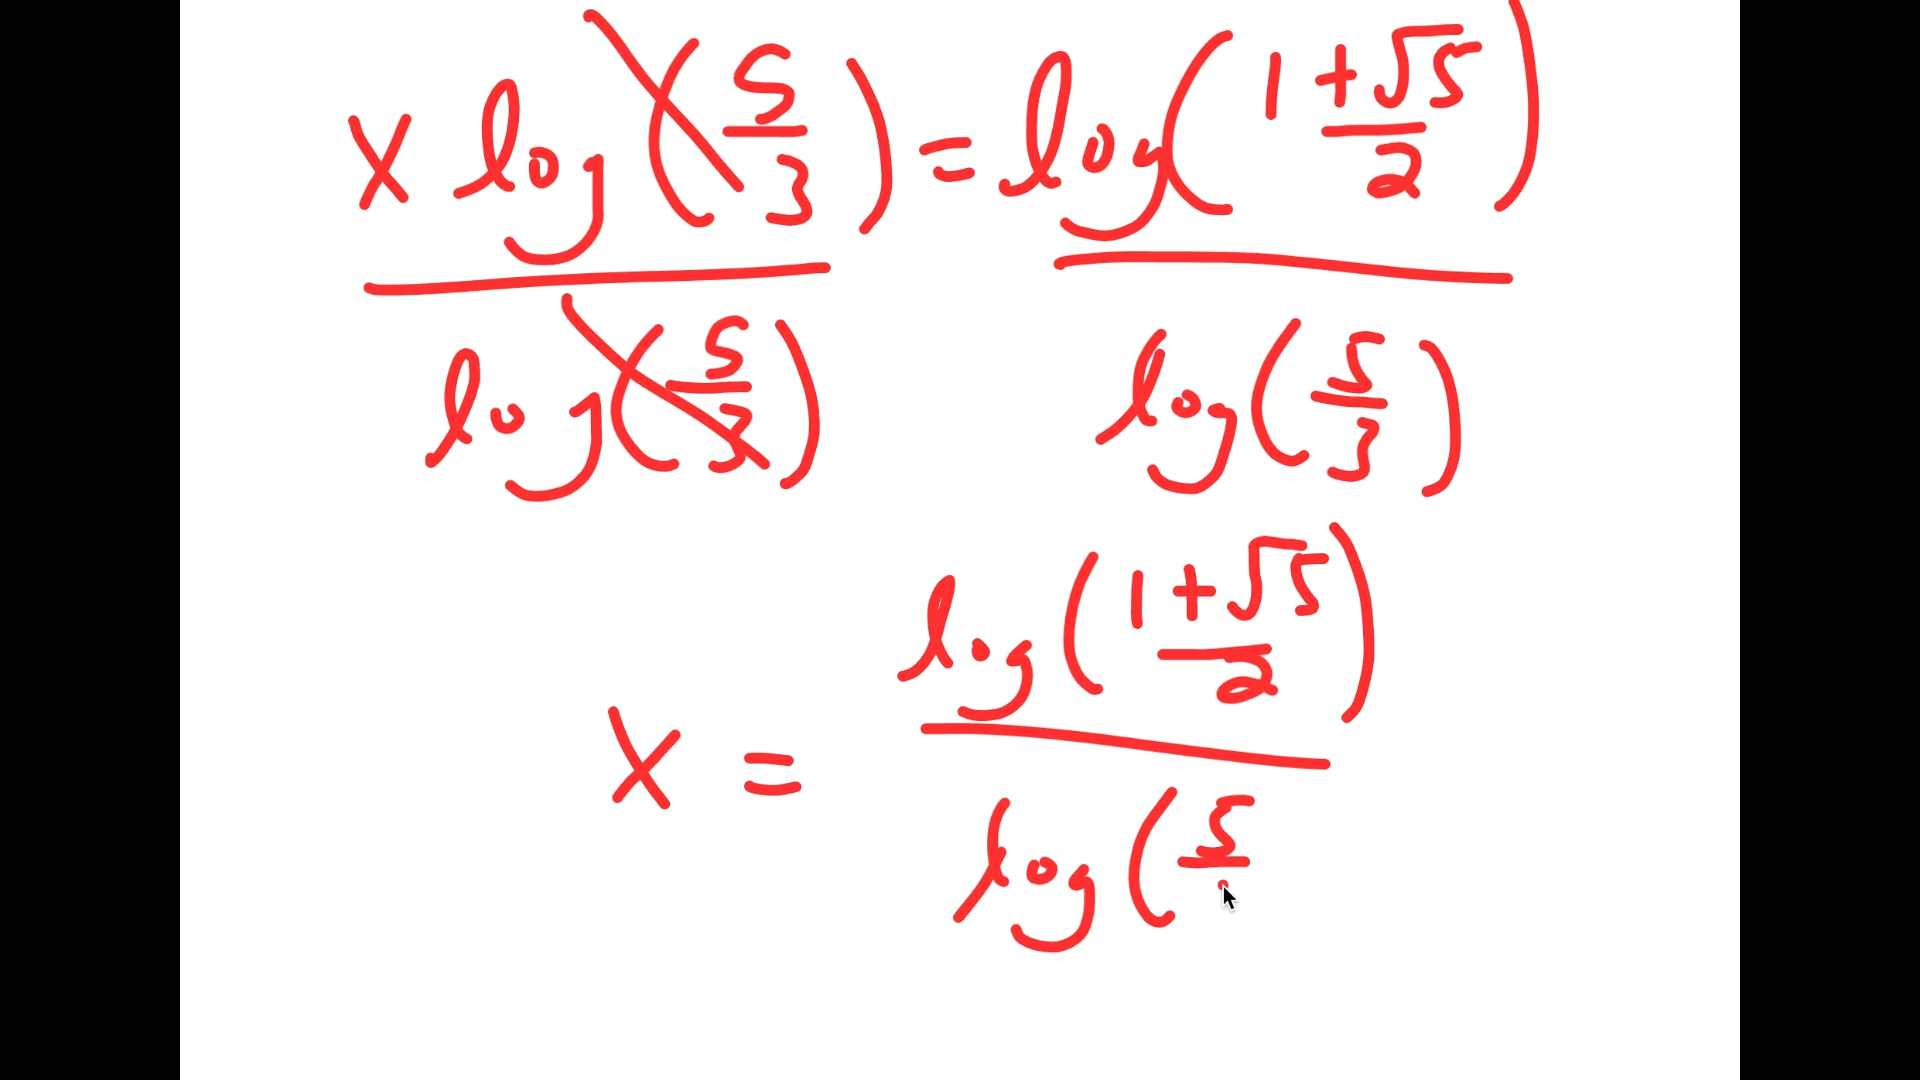 x log(5/3) = log((1+√5)/2)
log(5/3) log(5/3)
x = log((1+√5)/2)
log(5/